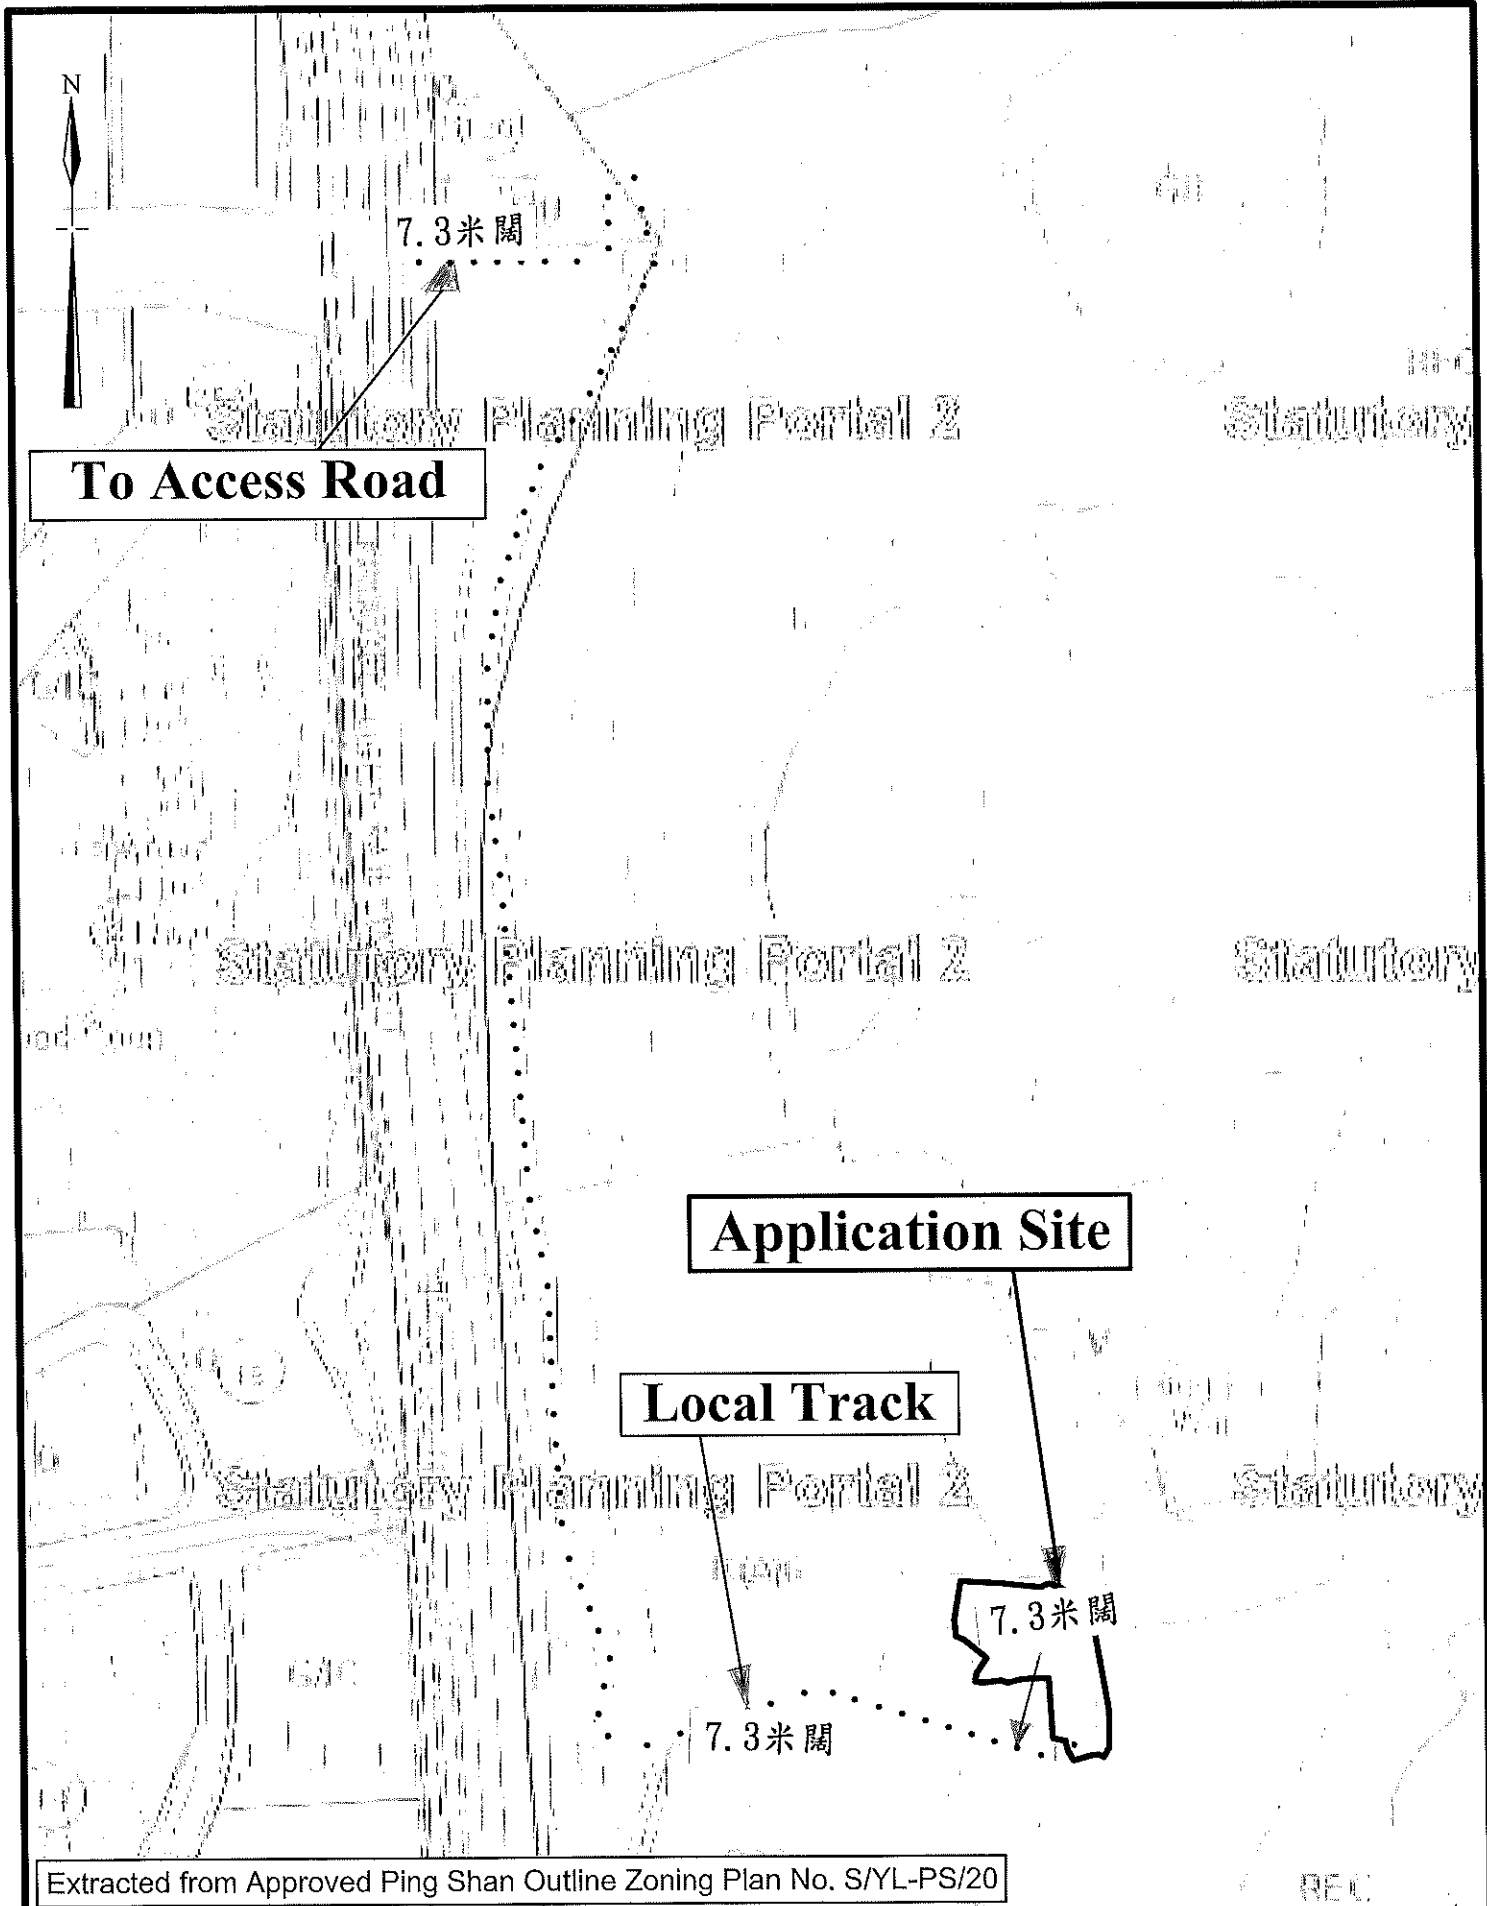 N
7.3米闊
Statutory Planning Portal 2
Statutory
To Access Road
Statutory Planning Portal 2
Statutory
Application Site
Local Track
Statutory Planning Portal 2
Statutory
7.3米闊
G/IC
7.3米闊
Extracted from Approved Ping Shan Outline Zoning Plan No. S/YL-PS/20
REC